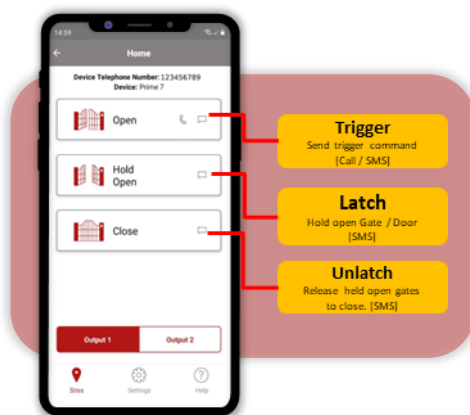 14:59
Home
Device Telephone Number: 123456789
Device: Prime 7
Open
Hold
Open
Close
Output 1
Output 2
Sites
Settings
Help
Trigger
Send trigger command
[Call / SMS]
Latch
Hold open Gate / Door
[SMS]
Unlatch
Release held open gates
to close. [SMS]